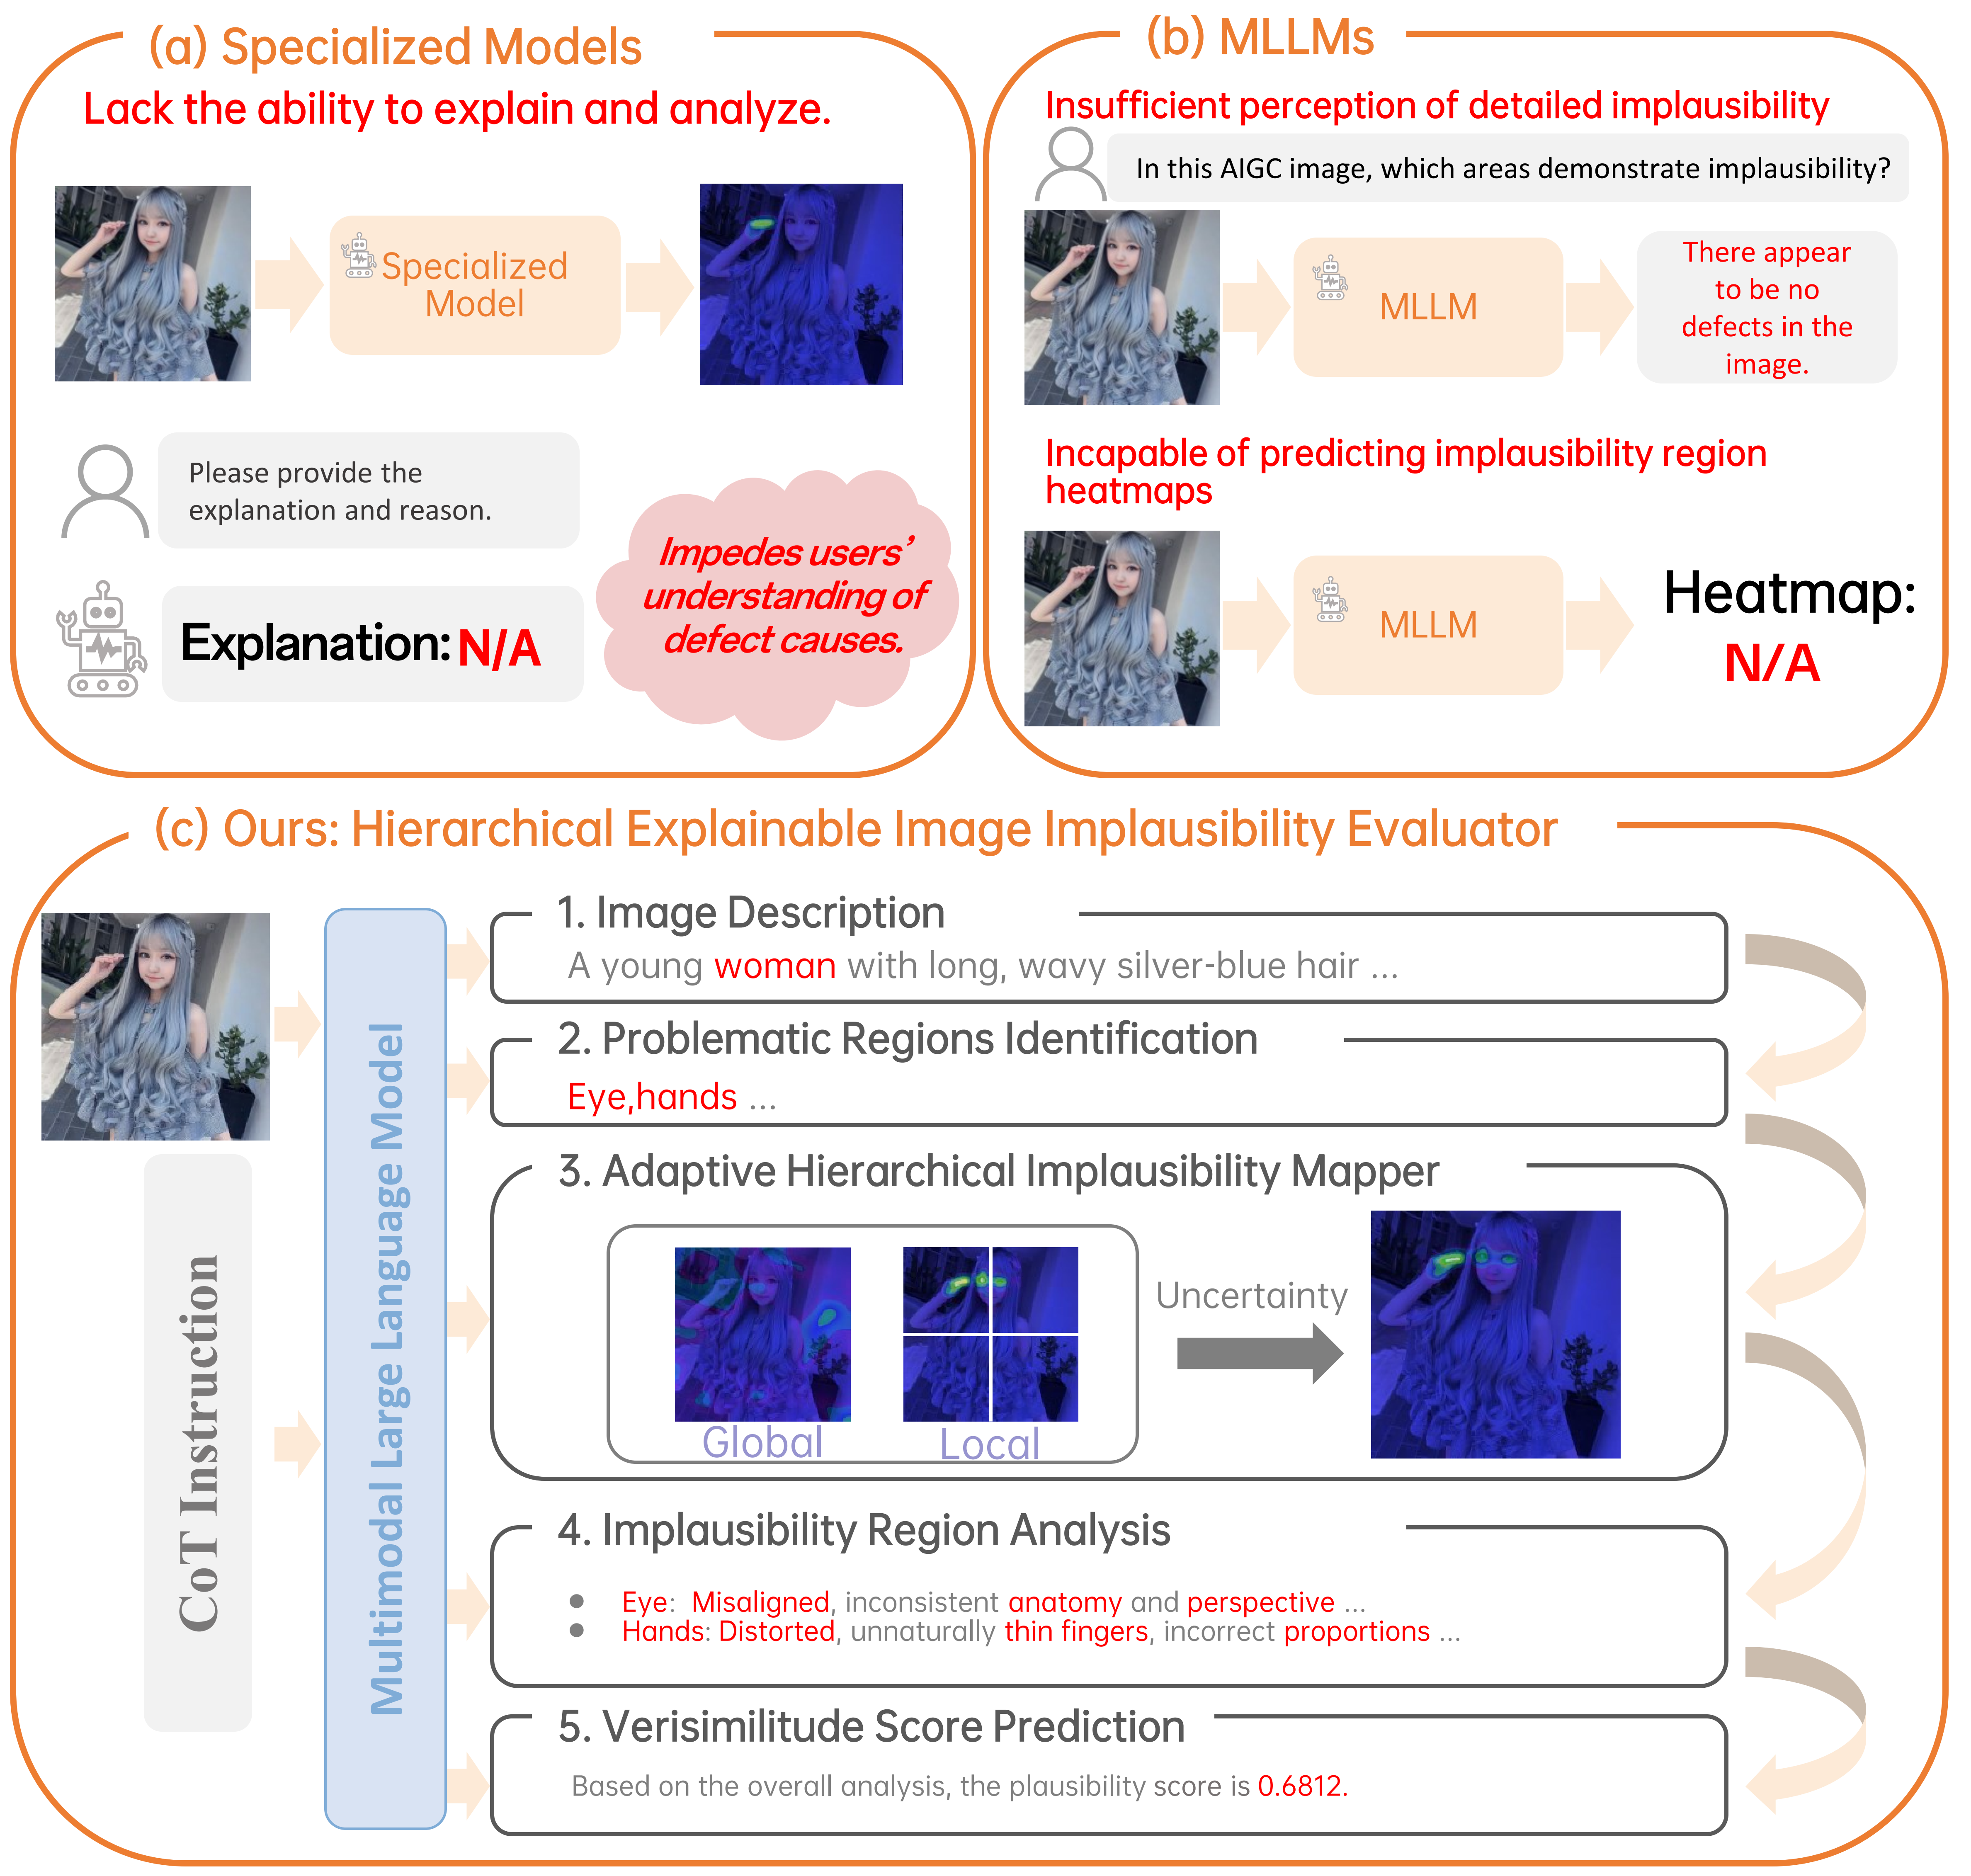 (a) Specialized Models
Lack the ability to explain and analyze.
Specialized
Model
Please provide the
explanation and reason.
Explanation: N/A
Impedes users’
understanding of
defect causes.
(b) MLLMs
Insufficient perception of detailed implausibility
In this AIGC image, which areas demonstrate implausibility?
MLLM
There appear
to be no
defects in the
image.
Incapable of predicting implausibility region
heatmaps
MLLM
Heatmap:
N/A
(c) Ours: Hierarchical Explainable Image Implausibility Evaluator
CoT Instruction
Multimodal Large Language Model
1. Image Description
A young woman with long, wavy silver-blue hair ...
2. Problematic Regions Identification
Eye,hands ...
3. Adaptive Hierarchical Implausibility Mapper
Global
Local
Uncertainty
4. Implausibility Region Analysis
• Eye: Misaligned, inconsistent anatomy and perspective ...
• Hands: Distorted, unnaturally thin fingers, incorrect proportions ...
5. Verisimilitude Score Prediction
Based on the overall analysis, the plausibility score is 0.6812.